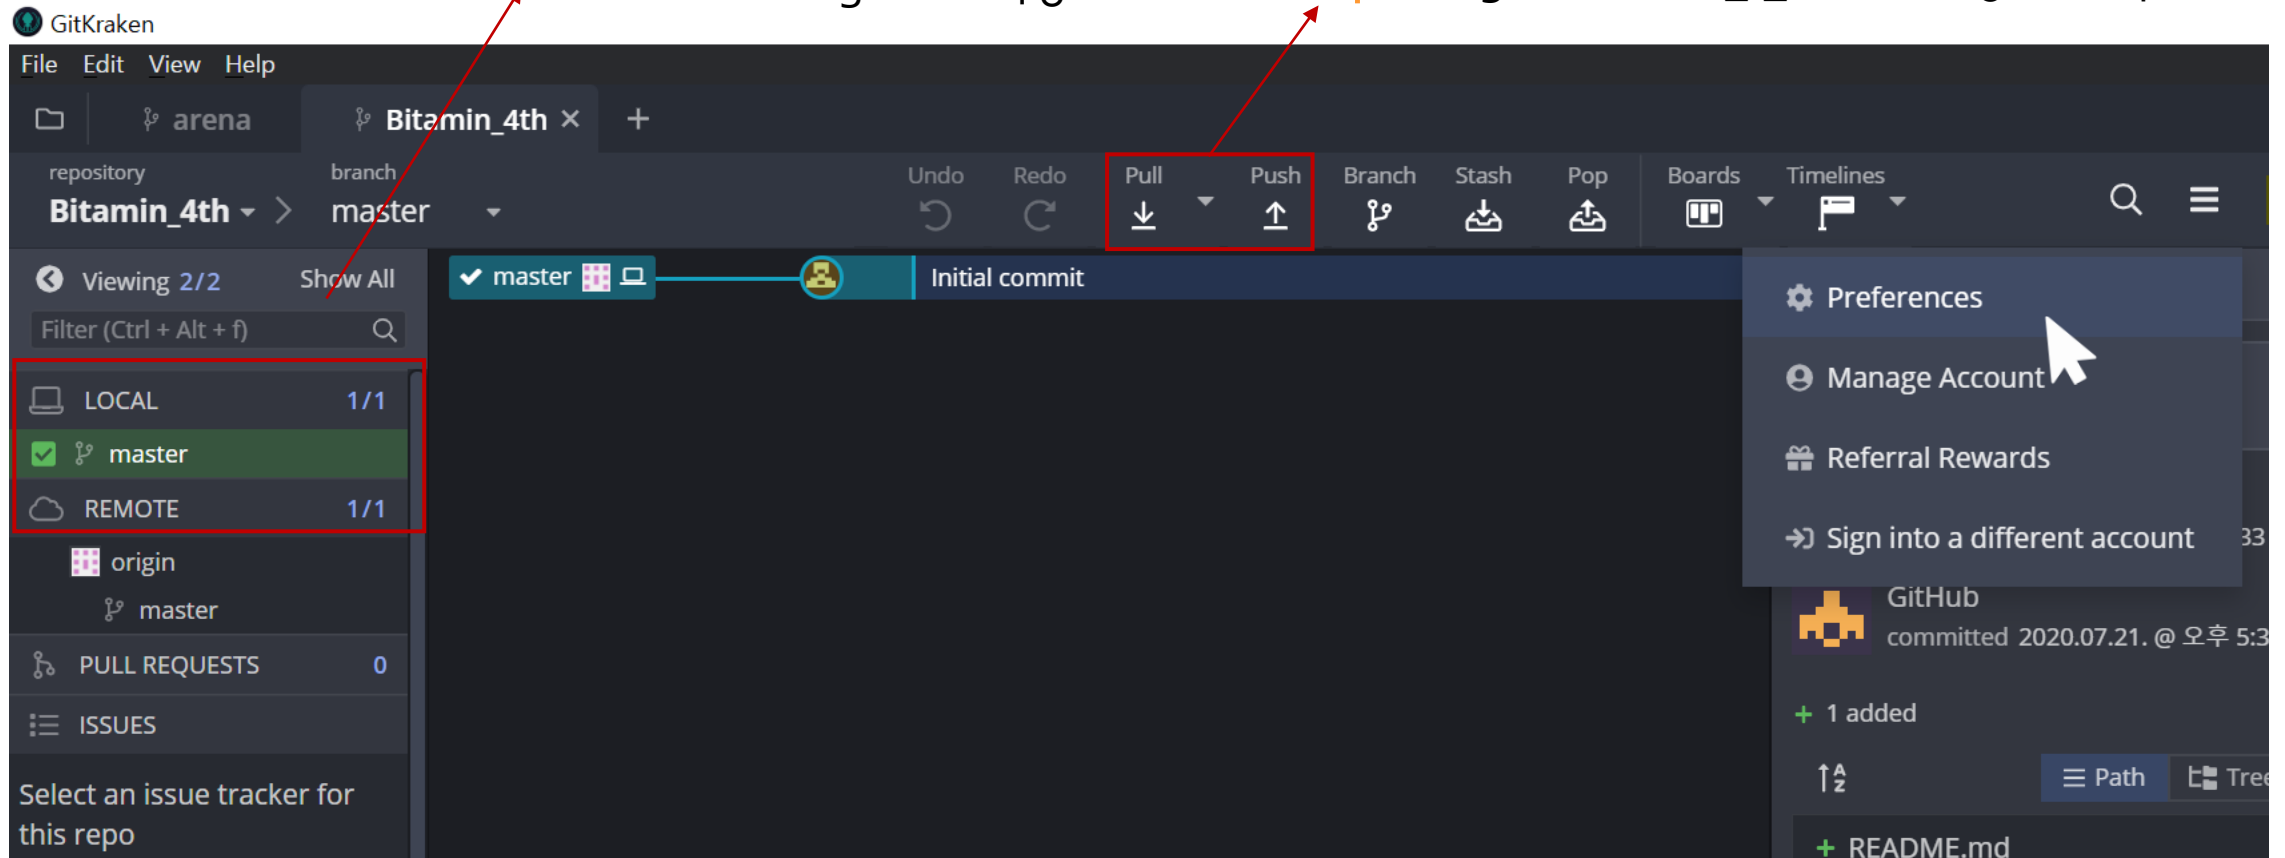 GitKraken
File Edit View Help
arena Bitamin_4th
repository branch Undo Redo Pull Push Branch Stash Pop Boards Timelines
Bitamin_4th master
Viewing 2/2 Show All
Filter (Ctrl + Alt + f)
LOCAL 1/1
master
REMOTE 1/1
origin
master
PULL REQUESTS 0
ISSUES
Select an issue tracker for
this repo
master Initial commit
Preferences
Manage Account
Referral Rewards
Sign into a different account
33
GitHub
committed 2020.07.21. @ 오후 5:3
+ 1 added
A
Z
Path Tree
+ README.md